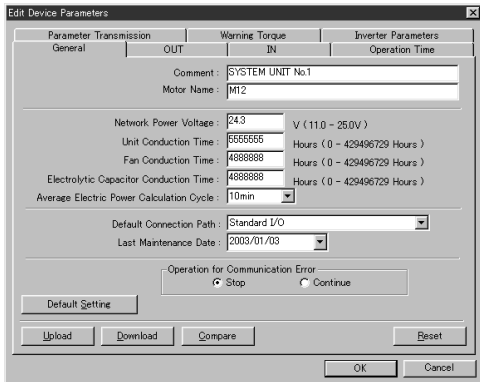 Edit Device Parameters
Parameter Transmission Warning Torque Inverter Parameters
General OUT IN Operation Time
Comment : SYSTEM UNIT No.1
Motor Name : M12
Network Power Voltage : 24.3 V ( 11.0 - 25.0V )
Unit Conduction Time : 5555555 Hours ( 0 - 429496729 Hours )
Fan Conduction Time : 4888888 Hours ( 0 - 429496729 Hours )
Electrolytic Capacitor Conduction Time : 4888888 Hours ( 0 - 429496729 Hours )
Average Electric Power Calculation Cycle : 10min
Default Connection Path : Standard I/O
Last Maintenance Date : 2003/01/03
Operation for Communication Error
Stop Continue
Default Setting
Upload Download Compare Reset
OK Cancel